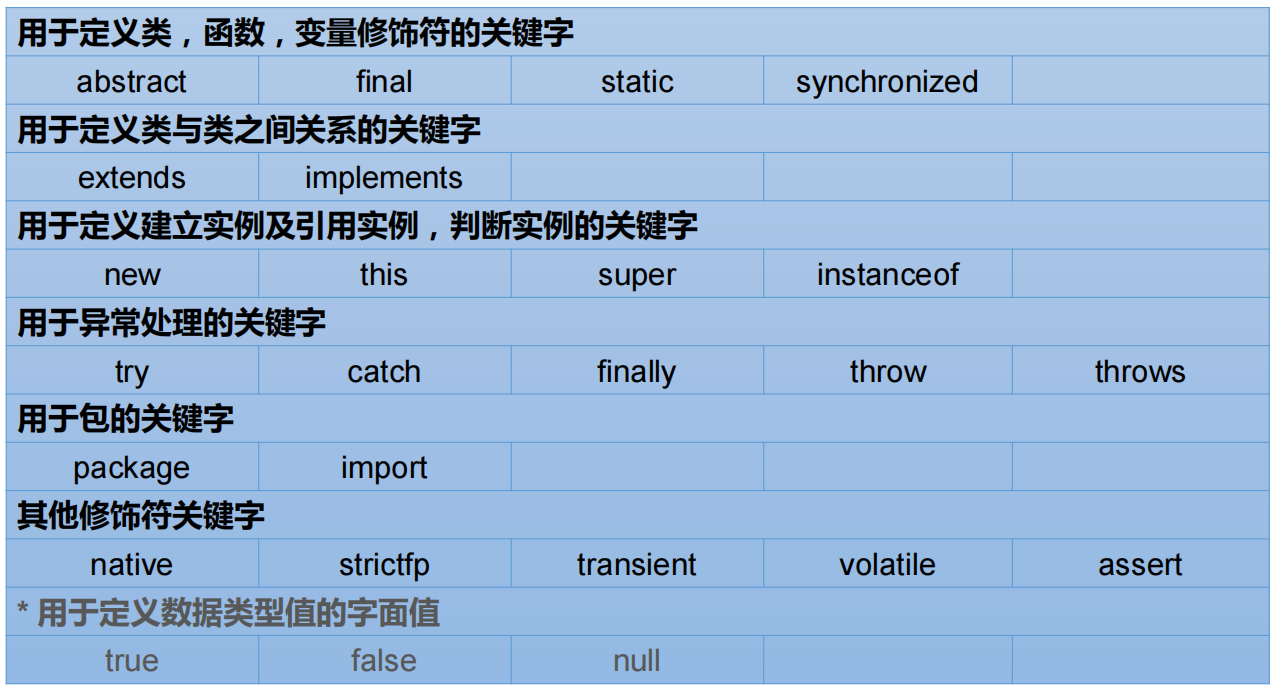 用于定义类，函数，变量修饰符的关键字
abstract final static synchronized
用于定义类与类之间关系的关键字
extends implements
用于定义建立实例及引用实例，判断实例的关键字
new this super instanceof
用于异常处理的关键字
try catch finally throw throws
用于包的关键字
package import
其他修饰符关键字
native strictfp transient volatile assert
* 用于定义数据类型值的字面值
true false null